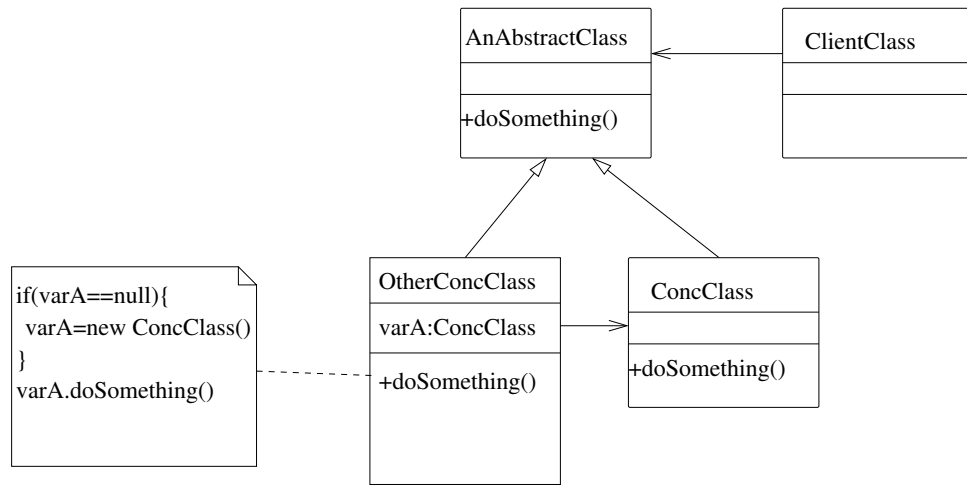 AnAbstractClass
+doSomething()
ClientClass
if(varA==null){
varA=new ConcClass()
}
varA.doSomething()
OtherConcClass
varA:ConcClass
+doSomething()
ConcClass
+doSomething()